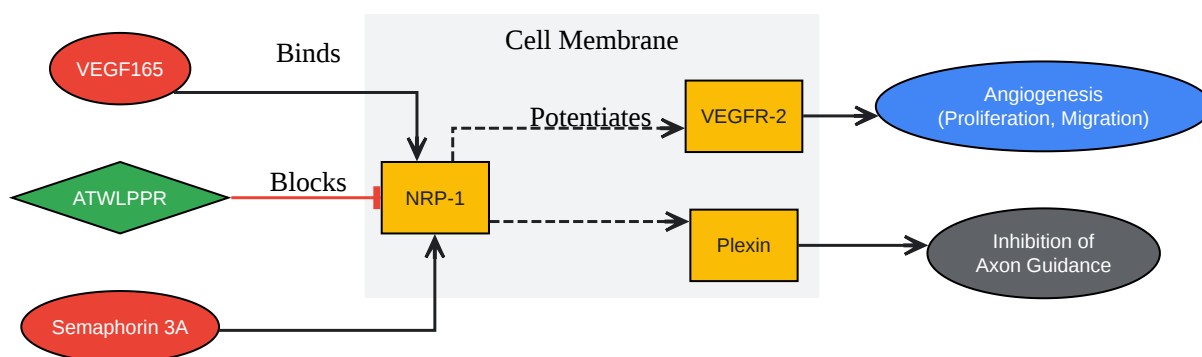 Cell Membrane
VEGF165
Binds
Potentiates
VEGFR-2
Angiogenesis
(Proliferation, Migration)
ATWLPPR
Blocks
NRP-1
Plexin
Inhibition of
Axon Guidance
Semaphorin 3A